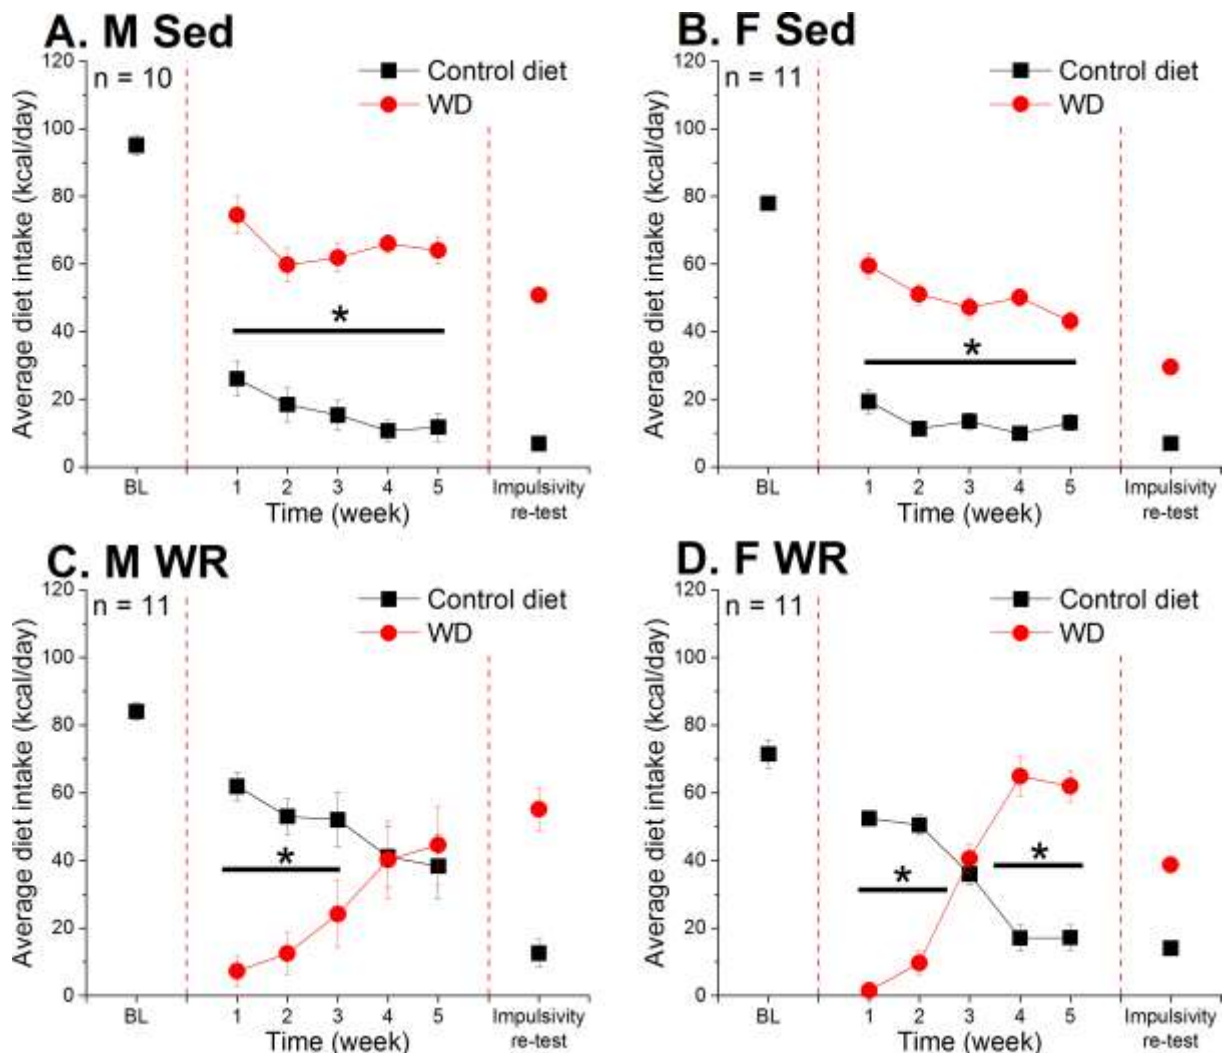 A. M Sed
n = 10
Control diet
WD
Average diet intake (kcal/day)
120
100
80
60
40
20
0
*
BL
1
2
3
4
5
Impulsivity
re-test
Time (week)
B. F Sed
n = 11
Control diet
WD
Average diet intake (kcal/day)
120
100
80
60
40
20
0
*
BL
1
2
3
4
5
Impulsivity
re-test
Time (week)
C. M WR
n = 11
Control diet
WD
Average diet intake (kcal/day)
120
100
80
60
40
20
0
*
BL
1
2
3
4
5
Impulsivity
re-test
Time (week)
D. F WR
n = 11
Control diet
WD
Average diet intake (kcal/day)
120
100
80
60
40
20
0
*
*
BL
1
2
3
4
5
Impulsivity
re-test
Time (week)